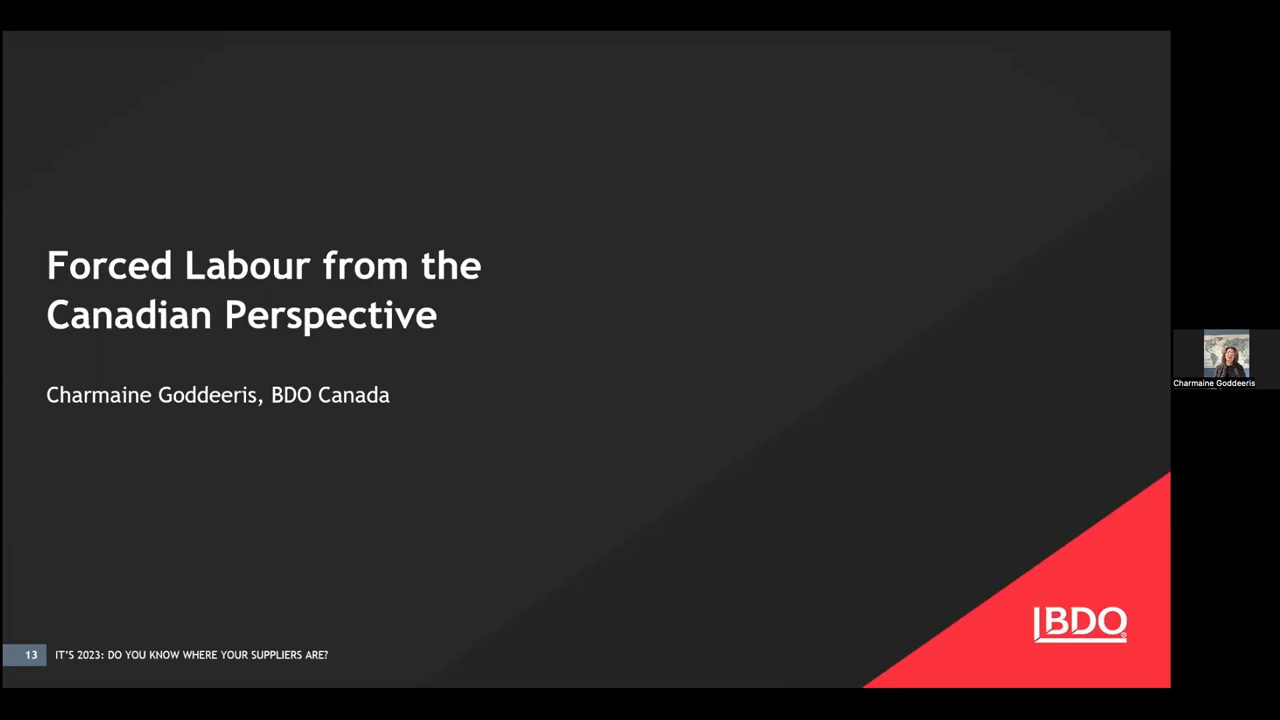 Forced Labour from the
Canadian Perspective
Charmaine Goddeeris, BDO Canada
Charmaine Goddeeris
BDO
13 IT'S 2023: DO YOU KNOW WHERE YOUR SUPPLIERS ARE?